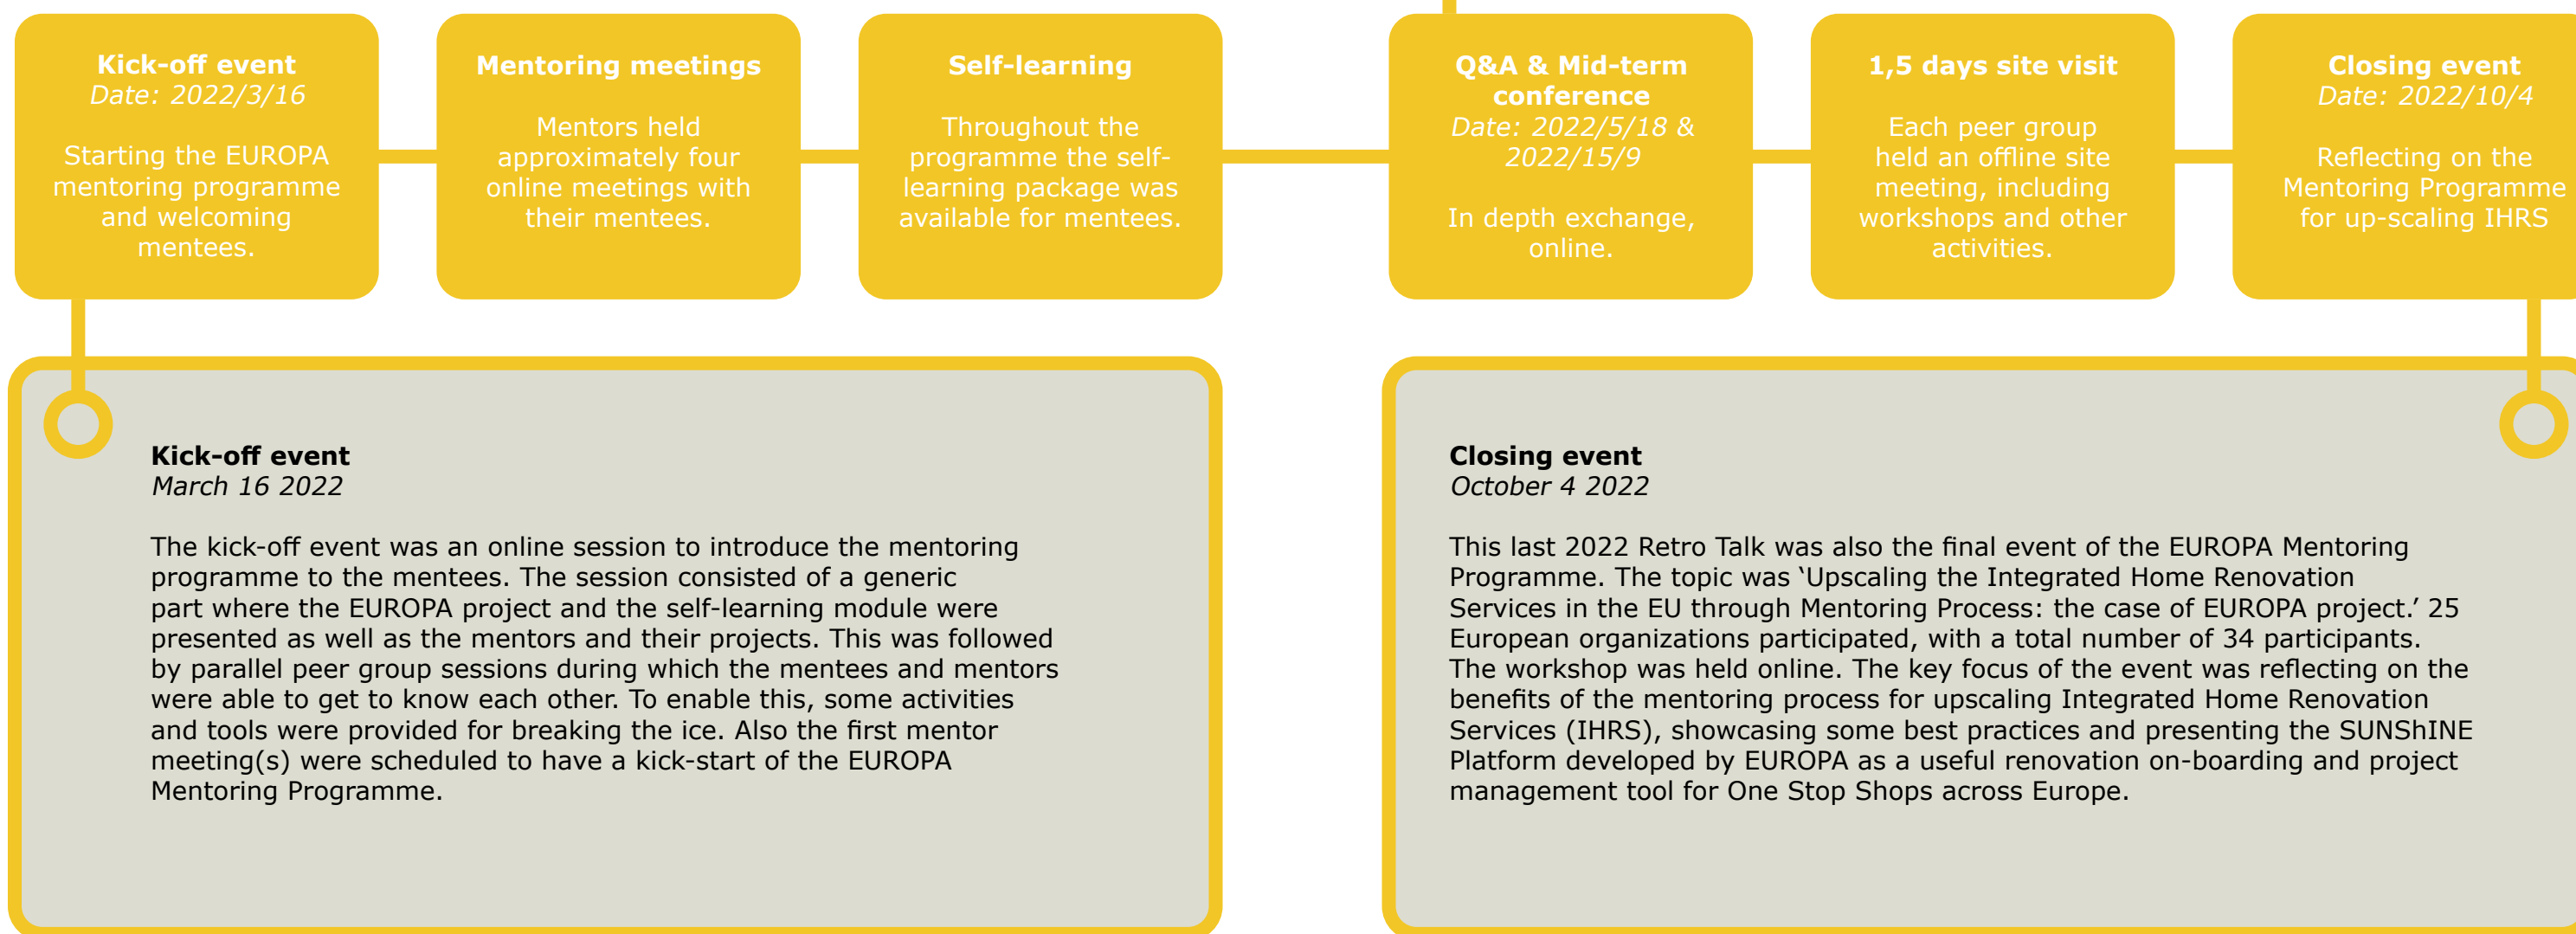 Kick-off event
Date: 2022/3/16
Starting the EUROPA
mentoring programme
and welcoming
mentees.
Mentoring meetings
Mentors held
approximately four
online meetings with
their mentees.
Self-learning
Throughout the
programme the self-
learning package was
available for mentees.
Q&A & Mid-term
conference
Date: 2022/5/18 &
2022/15/9
In depth exchange,
online.
1,5 days site visit
Each peer group
held an offline site
meeting, including
workshops and other
activities.
Closing event
Date: 2022/10/4
Reflecting on the
Mentoring Programme
for up-scaling IHRS
Kick-off event
March 16 2022
The kick-off event was an online session to introduce the mentoring
programme to the mentees. The session consisted of a generic
part where the EUROPA project and the self-learning module were
presented as well as the mentors and their projects. This was followed
by parallel peer group sessions during which the mentees and mentors
were able to get to know each other. To enable this, some activities
and tools were provided for breaking the ice. Also the first mentor
meeting(s) were scheduled to have a kick-start of the EUROPA
Mentoring Programme.
Closing event
October 4 2022
This last 2022 Retro Talk was also the final event of the EUROPA Mentoring
Programme. The topic was ‘Upscaling the Integrated Home Renovation
Services in the EU through Mentoring Process: the case of EUROPA project.’ 25
European organizations participated, with a total number of 34 participants.
The workshop was held online. The key focus of the event was reflecting on the
benefits of the mentoring process for upscaling Integrated Home Renovation
Services (IHRS), showcasing some best practices and presenting the SUNShINE
Platform developed by EUROPA as a useful renovation on-boarding and project
management tool for One Stop Shops across Europe.